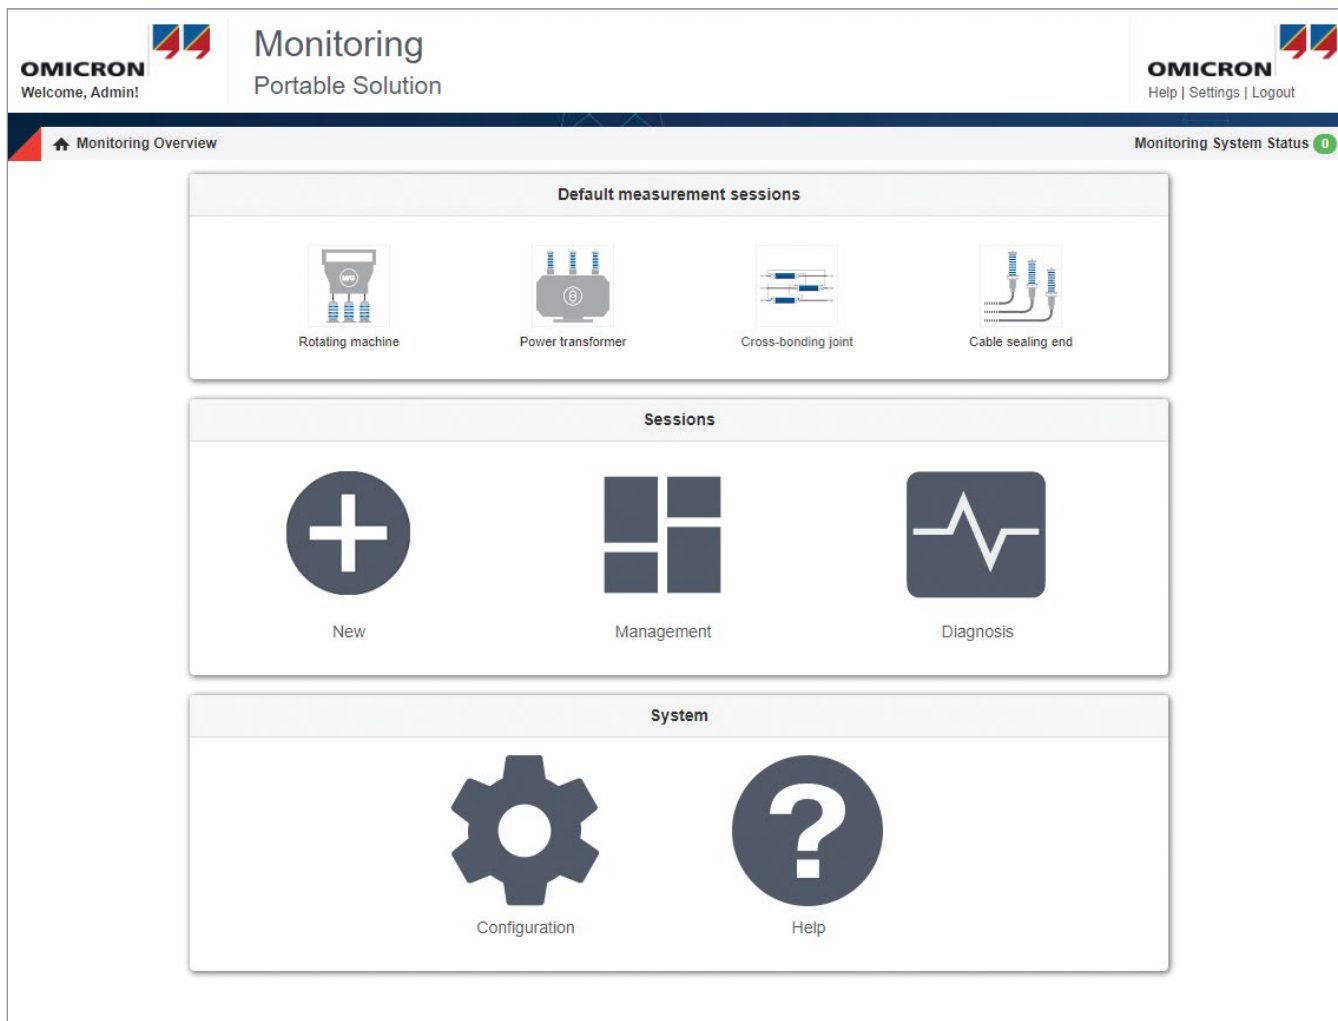 OMICRON
Welcome, Admin!
Monitoring
Portable Solution
OMICRON
Help | Settings | Logout
Monitoring Overview
Monitoring System Status 0
Default measurement sessions
Rotating machine
Power transformer
Cross-bonding joint
Cable sealing end
Sessions
New
Management
Diagnosis
System
Configuration
Help